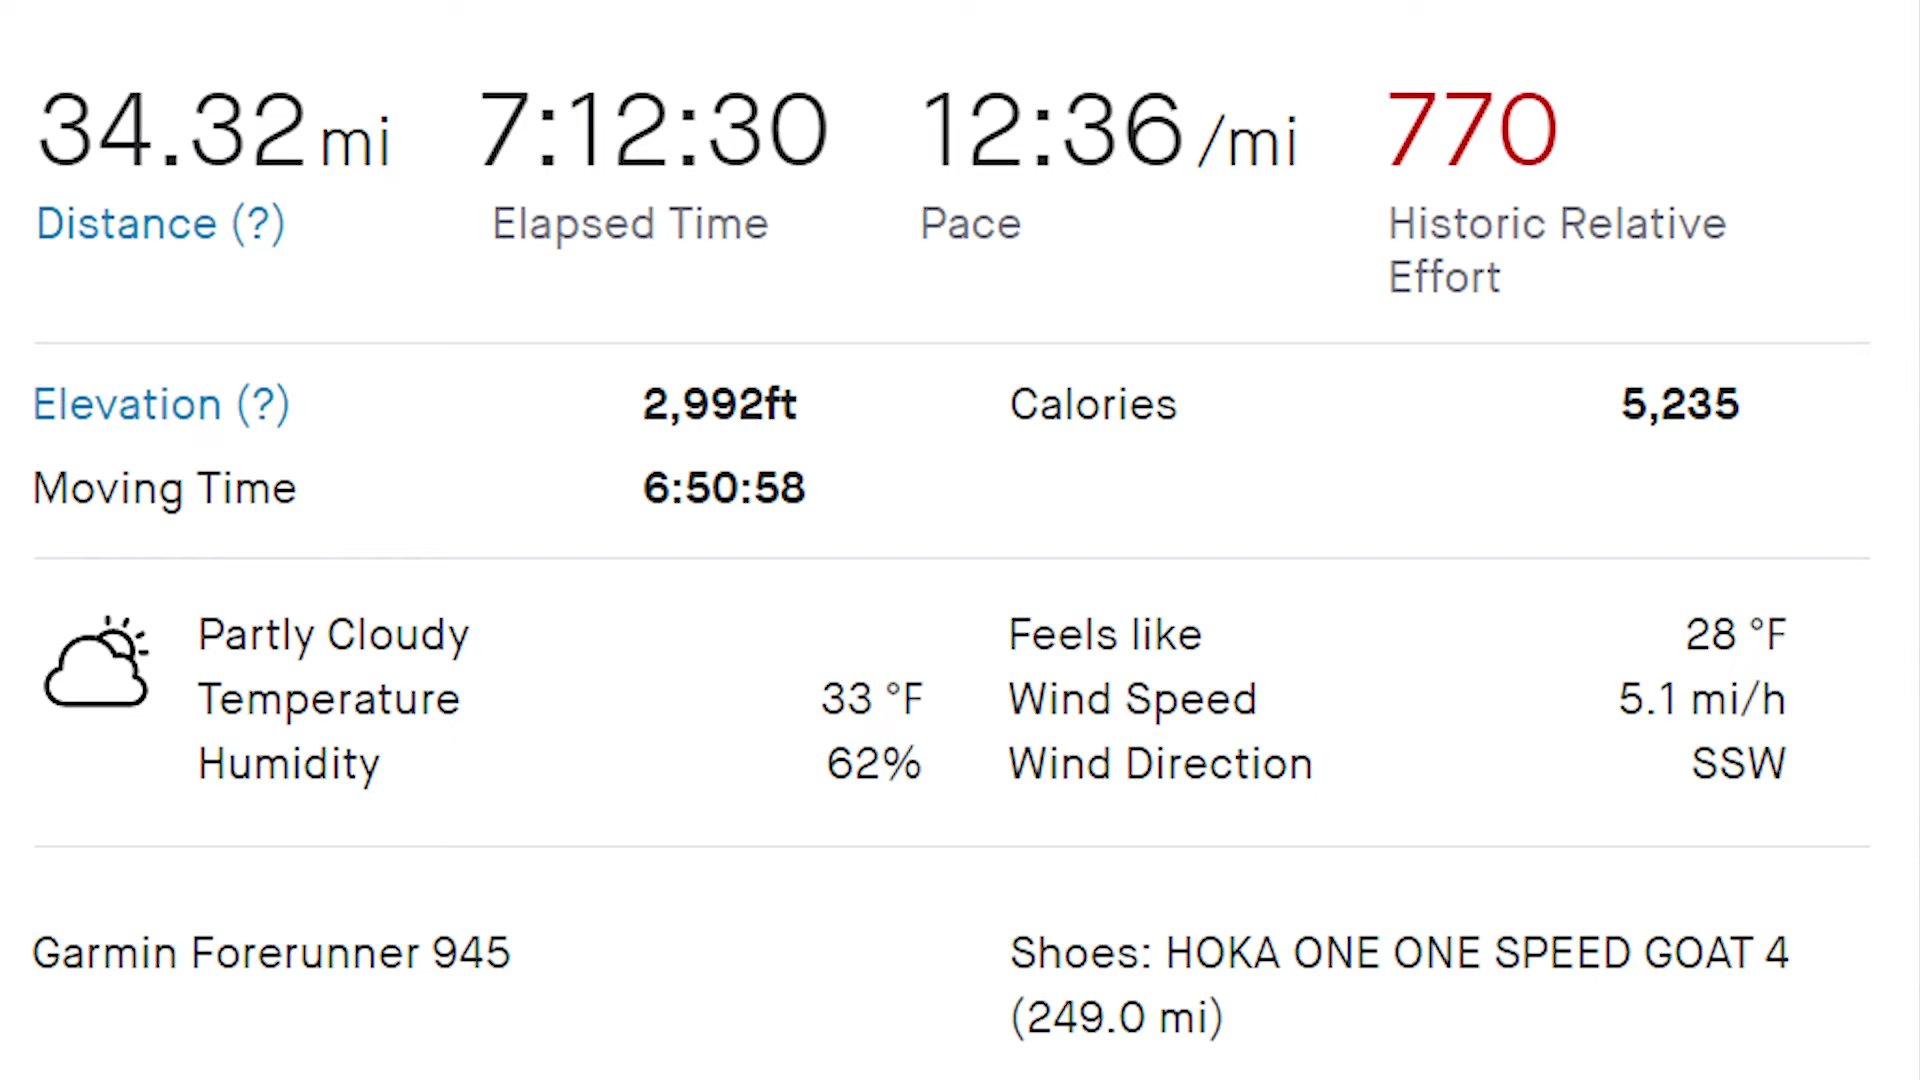 34.32 mi 7:12:30 12:36 /mi 770
Distance (?) Elapsed Time Pace Historic Relative
Effort
Elevation (?) 2,992ft Calories 5,235
Moving Time 6:50:58
Partly Cloudy Feels like 28 °F
Temperature 33 °F Wind Speed 5.1 mi/h
Humidity 62% Wind Direction SSW
Garmin Forerunner 945 Shoes: HOKA ONE ONE SPEED GOAT 4
(249.0 mi)